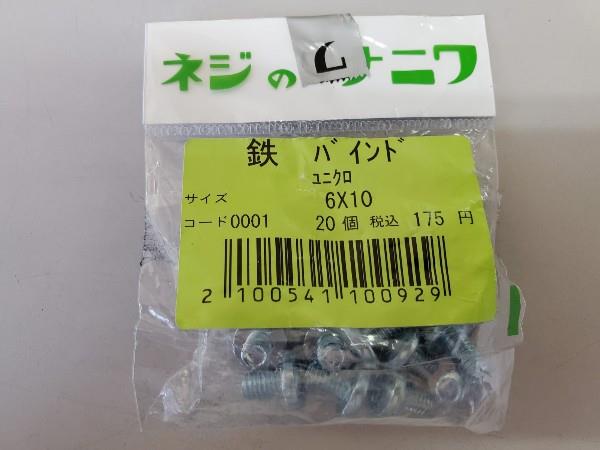 ネジの ナニワ
鉄 バインド
ユニクロ
サイズ 6X10
コード0001 20個 税込 175 円
2 100541 100929